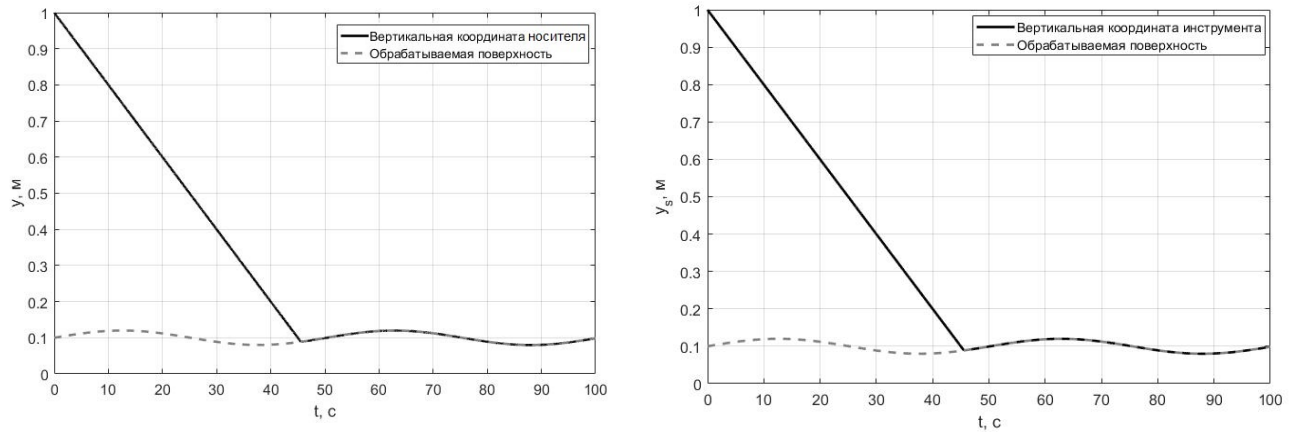 1
0.9
0.8
0.7
0.6
0.5
0.4
0.3
0.2
0.1
0
y, м
Вертикальная координата носителя
Обрабатываемая поверхность
0 10 20 30 40 50 60 70 80 90 100
t, c
1
0.9
0.8
0.7
0.6
0.5
0.4
0.3
0.2
0.1
0
yₛ, м
Вертикальная координата инструмента
Обрабатываемая поверхность
0 10 20 30 40 50 60 70 80 90 100
t, c